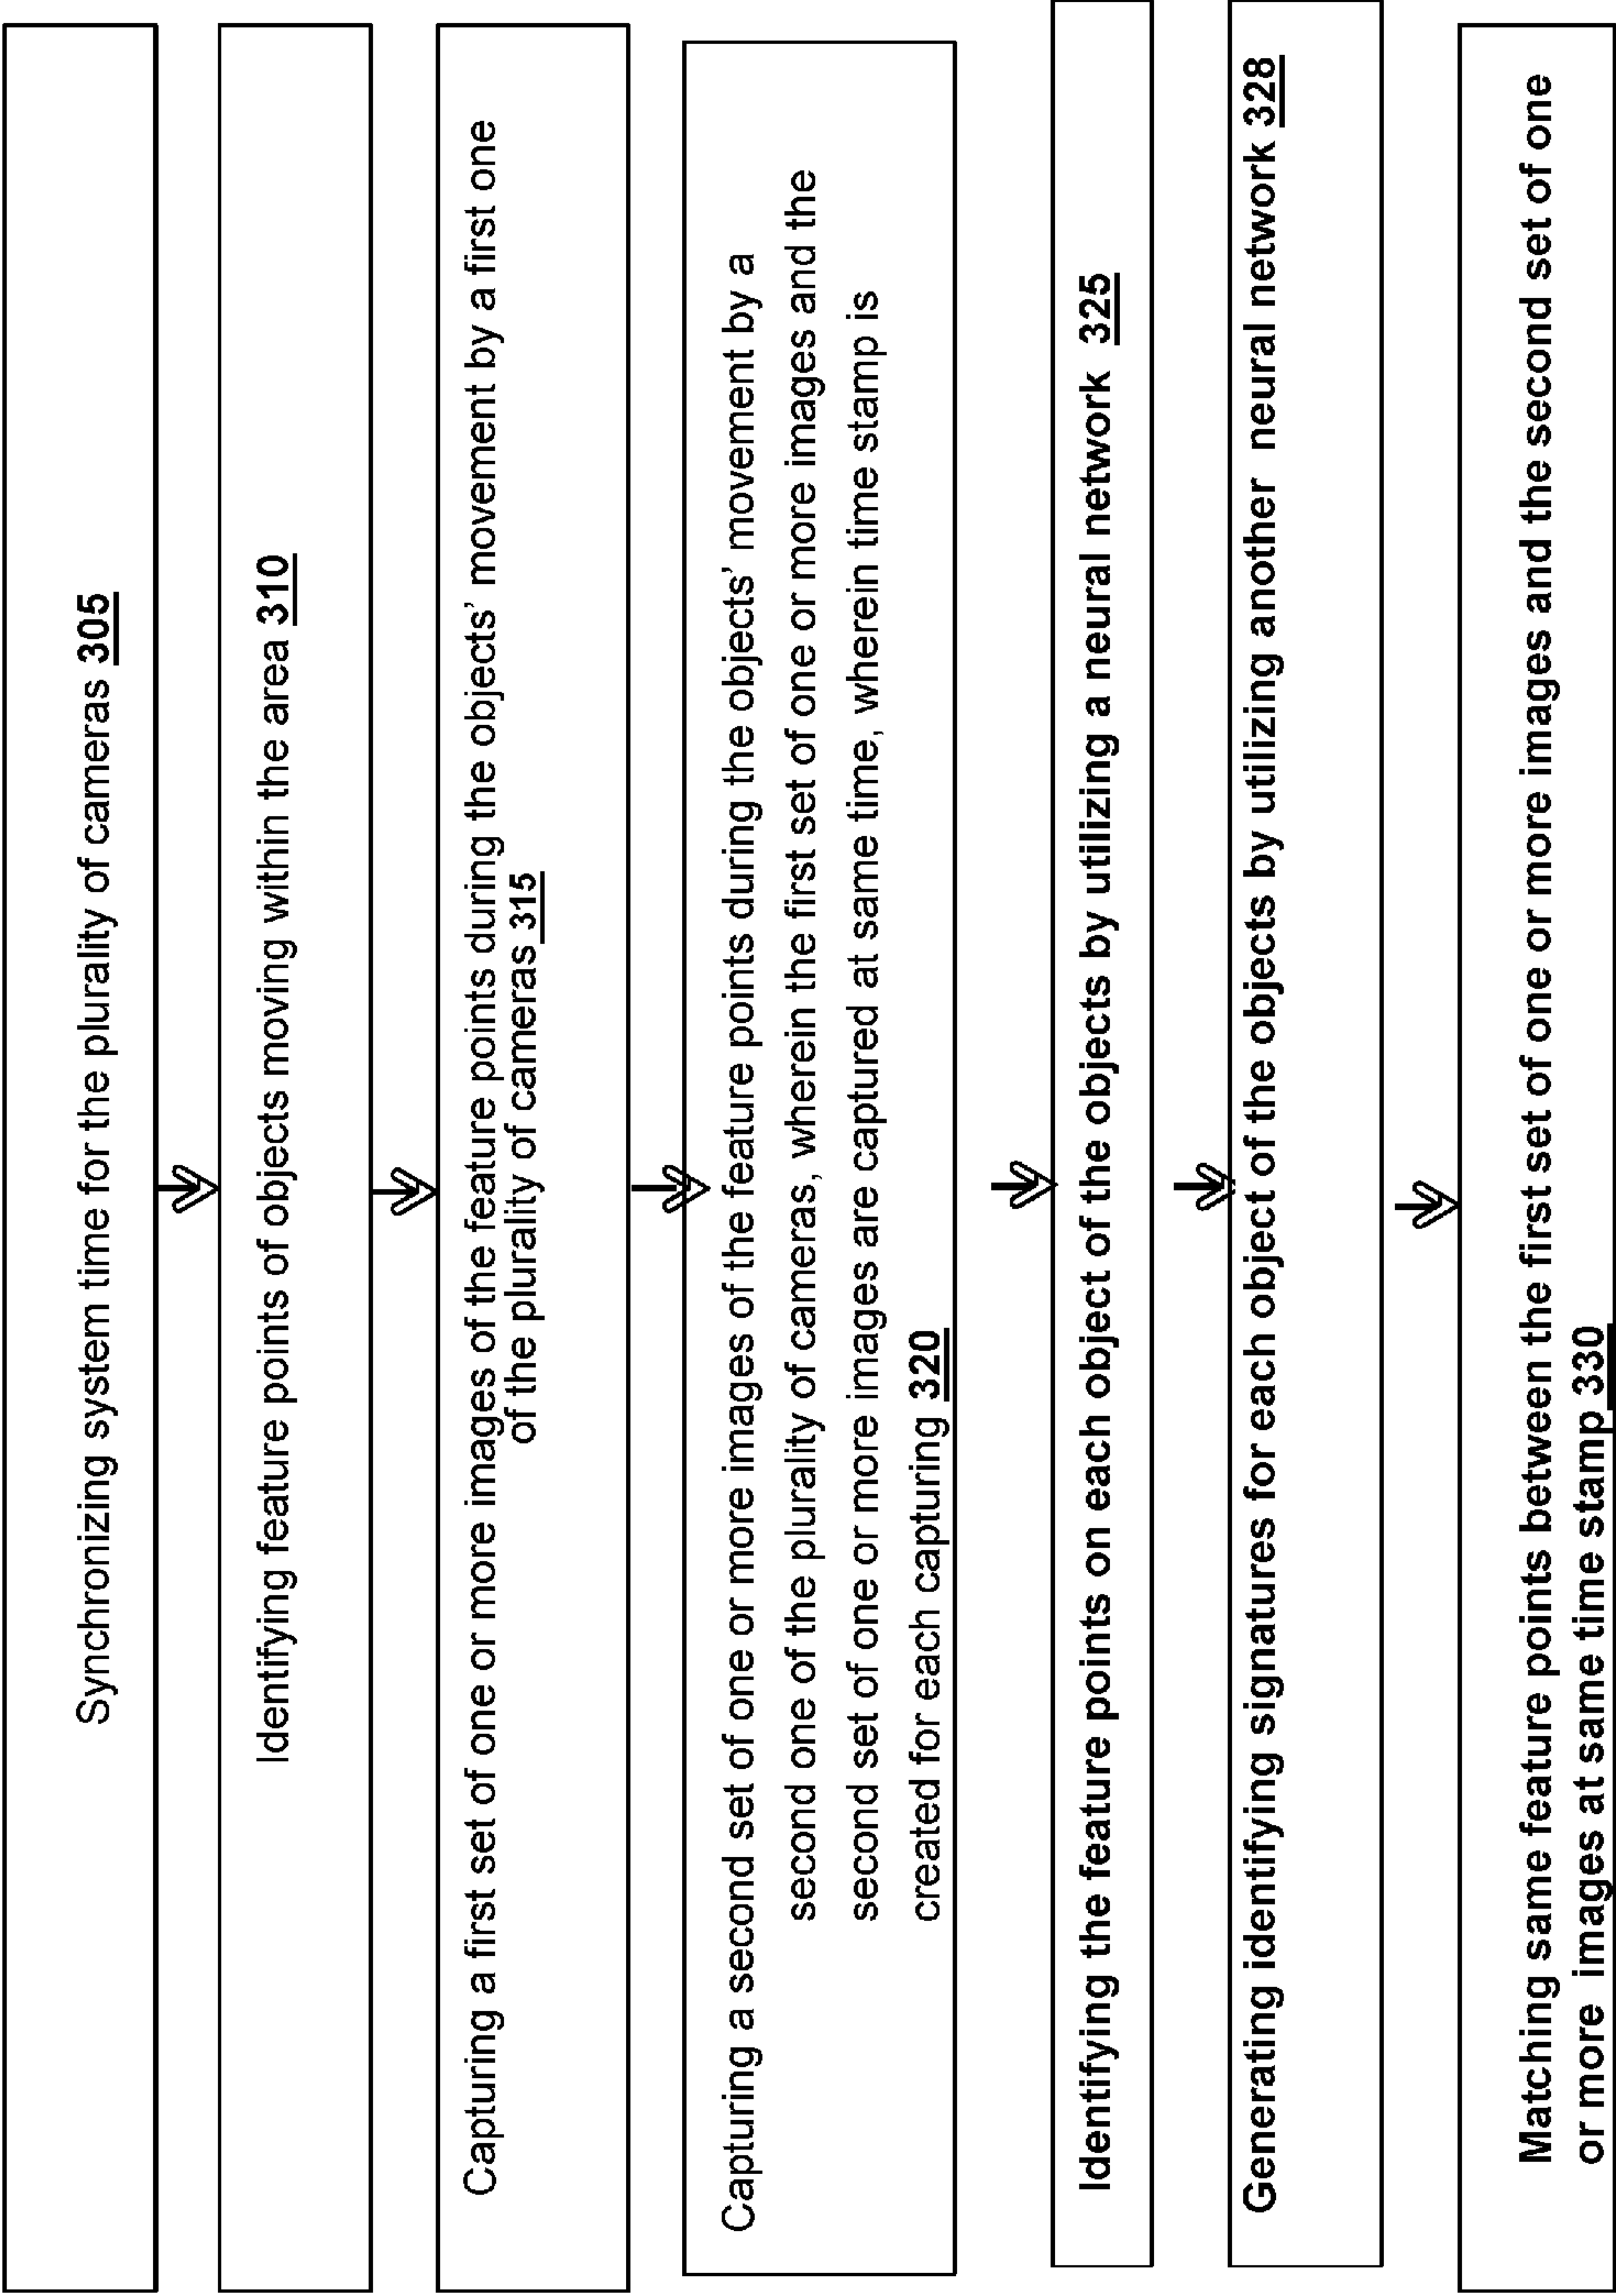 Synchronizing system time for the plurality of cameras 305
Identifying feature points of objects moving within the area 310
Capturing a first set of one or more images of the feature points during the objects’ movement by a first one
of the plurality of cameras 315
Capturing a second set of one or more images of the feature points during the objects’ movement by a
second one of the plurality of cameras, wherein the first set of one or more images and the
second set of one or more images are captured at same time, wherein time stamp is
created for each capturing 320
Identifying the feature points on each object of the objects by utilizing a neural network 325
Generating identifying signatures for each object of the objects by utilizing another neural network 328
Matching same feature points between the first set of one or more images and the second set of one
or more images at same time stamp 330